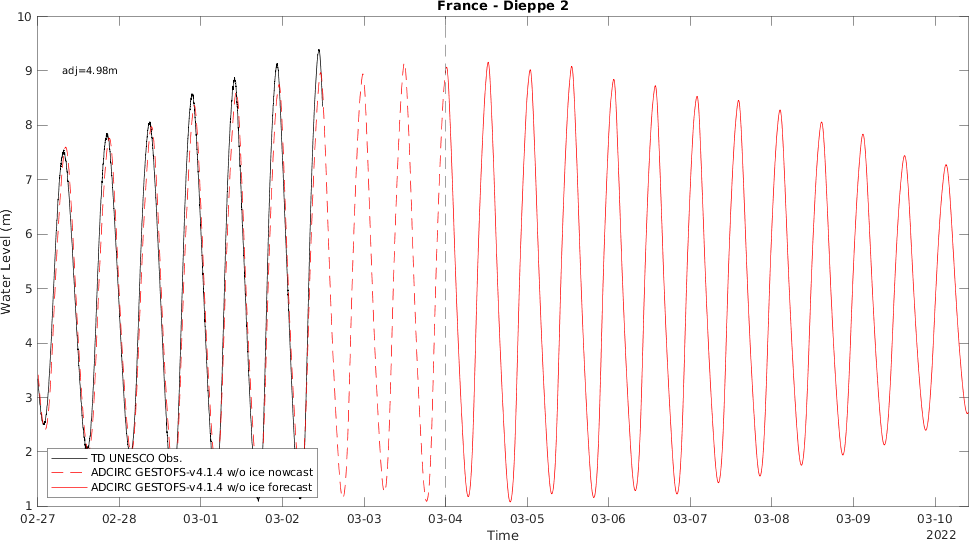 France - Dieppe 2
10
9
8
7
6
5
4
3
2
1
Water Level (m)
adj=4.98m
TD UNESCO Obs.
ADCIRC GESTOFS-v4.1.4 w/o ice nowcast
ADCIRC GESTOFS-v4.1.4 w/o ice forecast
02-27 02-28 03-01 03-02 03-03 03-04 03-05 03-06 03-07 03-08 03-09 03-10
Time
2022